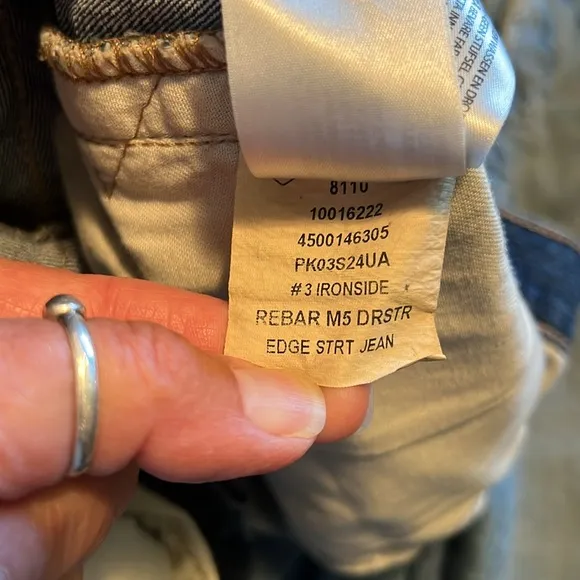 8110
10016222
4500146305
PK03S24UA
#3 IRONSIDE
REBAR M5 DRSTR
EDGE STRT JEAN